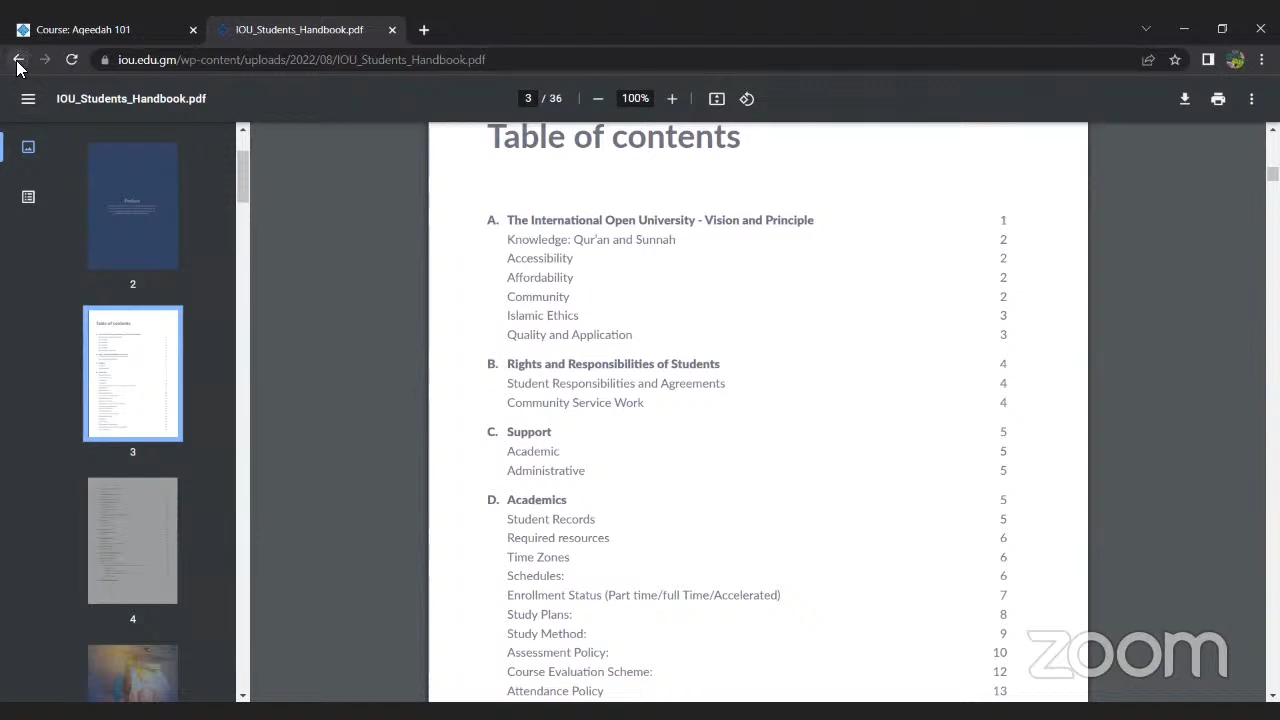 Course: Aqeedah 101
IOU_Students_Handbook.pdf
iou.edu.gm/wp-content/uploads/2022/08/IOU_Students_Handbook.pdf
IOU_Students_Handbook.pdf
3 / 36
100%
Preface
2
Table of contents
3
4
Table of contents
A. The International Open University - Vision and Principle 1
Knowledge: Qur'an and Sunnah 2
Accessibility 2
Affordability 2
Community 2
Islamic Ethics 3
Quality and Application 3
B. Rights and Responsibilities of Students 4
Student Responsibilities and Agreements 4
Community Service Work 4
C. Support 5
Academic 5
Administrative 5
D. Academics 5
Student Records 5
Required resources 6
Time Zones 6
Schedules: 6
Enrollment Status (Part time/full Time/Accelerated) 7
Study Plans: 8
Study Method: 9
Assessment Policy: 10
Course Evaluation Scheme: 12
Attendance Policy 13
zoom